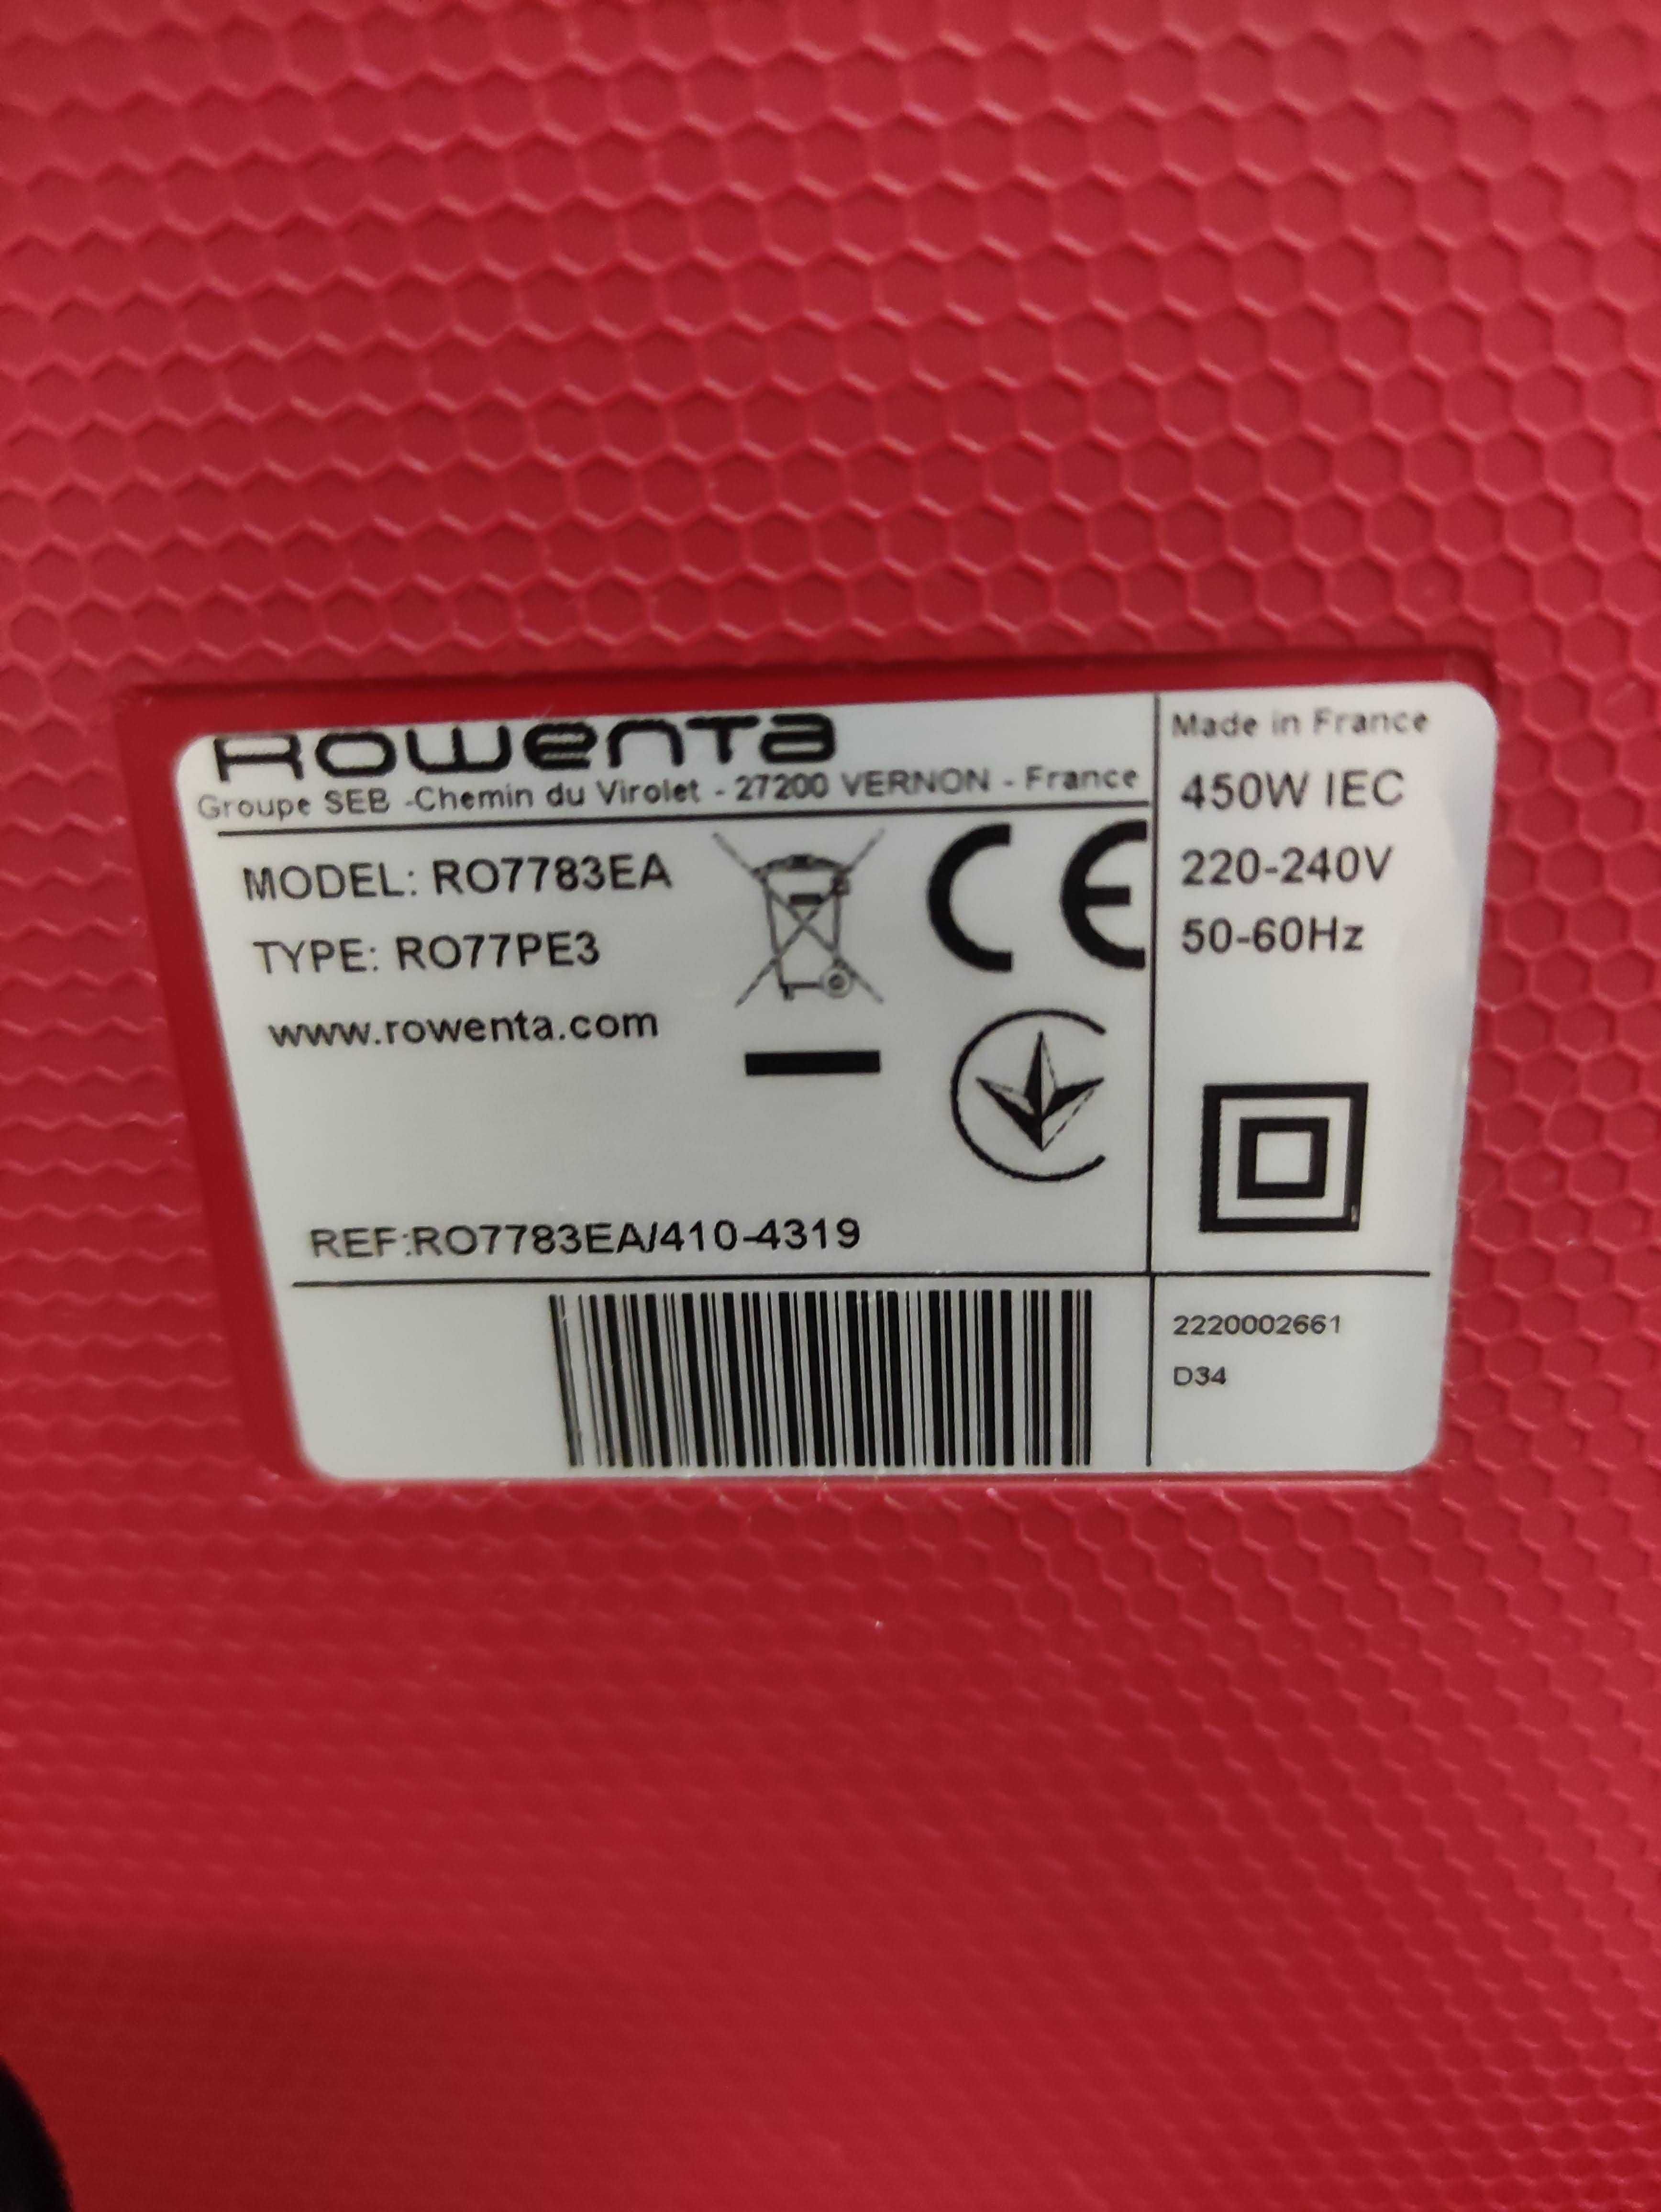 Rowenta
Groupe SEB -Chemin du Virolet - 27200 VERNON - France
MODEL: RO7783EA
TYPE: RO77PE3
www.rowenta.com
CE
REF:RO7783EA/410-4319
Made in France
450W IEC
220-240V
50-60Hz
2220002661
D34